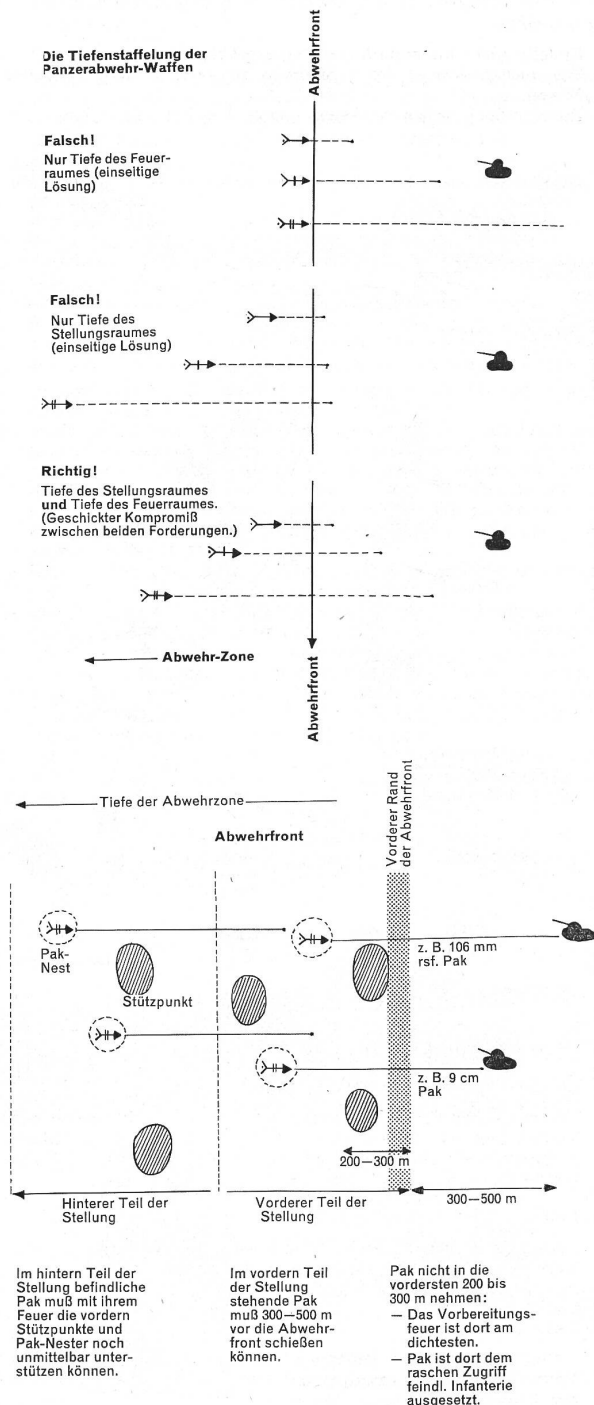 Die Tiefenstaffelung der
Panzerabwehr-Waffen
Abwehrfront
Falsch!
Nur Tiefe des Feuer-
raumes (einseitige
Lösung)
Falsch!
Nur Tiefe des
Stellungsraumes
(einseitige Lösung)
Richtig!
Tiefe des Stellungsraumes
und Tiefe des Feuerraumes.
(Geschickter Kompromiß
zwischen beiden Forderungen.)
Abwehr-Zone
Abwehrfront
Tiefe der Abwehrzone
Abwehrfront
Vorderer Rand
der Abwehrfront
Pak-
Nest
Stützpunkt
z. B. 106 mm
rsf. Pak
z. B. 9 cm
Pak
200—300 m
300—500 m
Hinterer Teil der
Stellung
Vorderer Teil der
Stellung
Im hintern Teil der
Stellung befindliche
Pak muß mit ihrem
Feuer die vordern
Stützpunkte und
Pak-Nester noch
unmittelbar unter-
stützen können.
Im vordern Teil
der Stellung
stehende Pak
muß 300—500 m
vor die Abwehr-
front schießen
können.
Pak nicht in die
vordersten 200 bis
300 m nehmen:
— Das Vorbereitungs-
feuer ist dort am
dichtesten.
— Pak ist dort dem
raschen Zugriff
feindl. Infanterie
ausgesetzt.